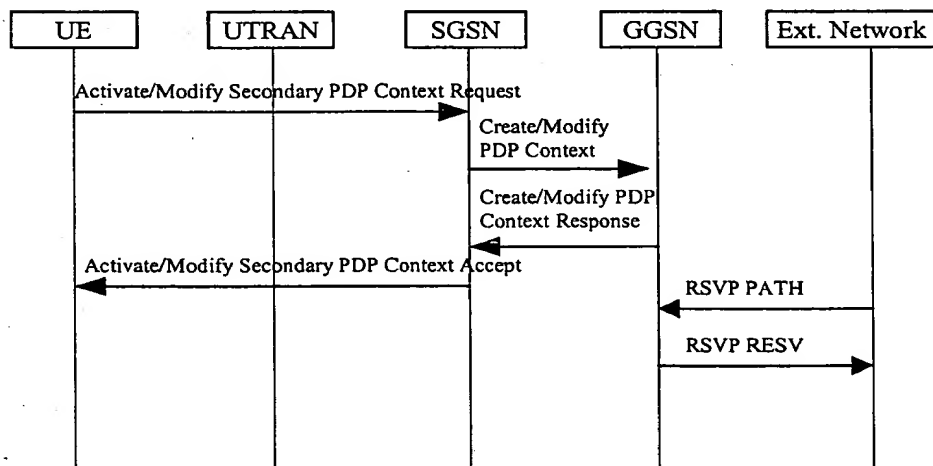 UE
UTRAN
SGSN
GGSN
Ext. Network
Activate/Modify Secondary PDP Context Request
Create/Modify
PDP Context
Create/Modify PDP
Context Response
Activate/Modify Secondary PDP Context Accept
RSVP PATH
RSVP RESV